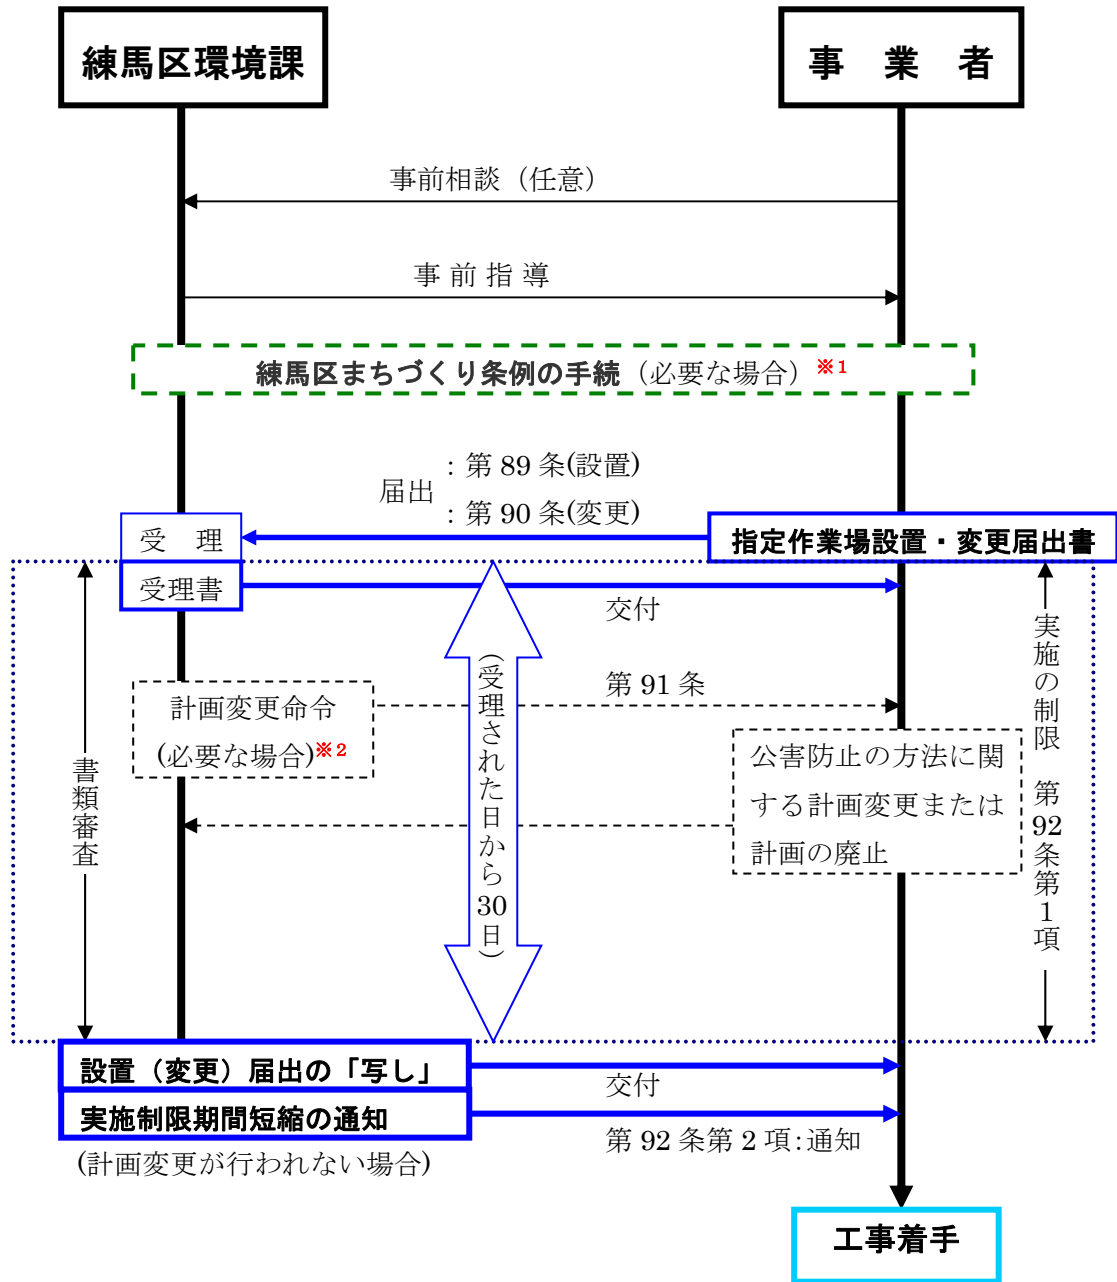 練馬区環境課
事 業 者
事前相談（任意）
事 前 指 導
練馬区まちづくり条例の手続（必要な場合）※1
届出
：第 89 条(設置)
：第 90 条(変更)
受 理
指定作業場設置・変更届出書
受理書
交付
(受理された日から30日)
実施の制限 第92条第1項
書類審査
第 91 条
計画変更命令
(必要な場合)※2
公害防止の方法に関
する計画変更または
計画の廃止
設置（変更）届出の「写し」
交付
実施制限期間短縮の通知
第 92 条第 2 項:通知
(計画変更が行われない場合)
工事着手